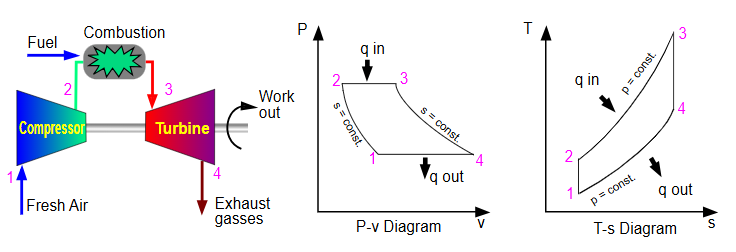 Fuel
Combustion
2
3
Compressor
Turbine
Work
out
1
4
Fresh Air
Exhaust
gasses
P
q in
2
3
s = const.
s = const.
1
4
q out
P-v Diagram
v
T
3
q in
p = const.
4
2
1
p = const.
q out
T-s Diagram
s